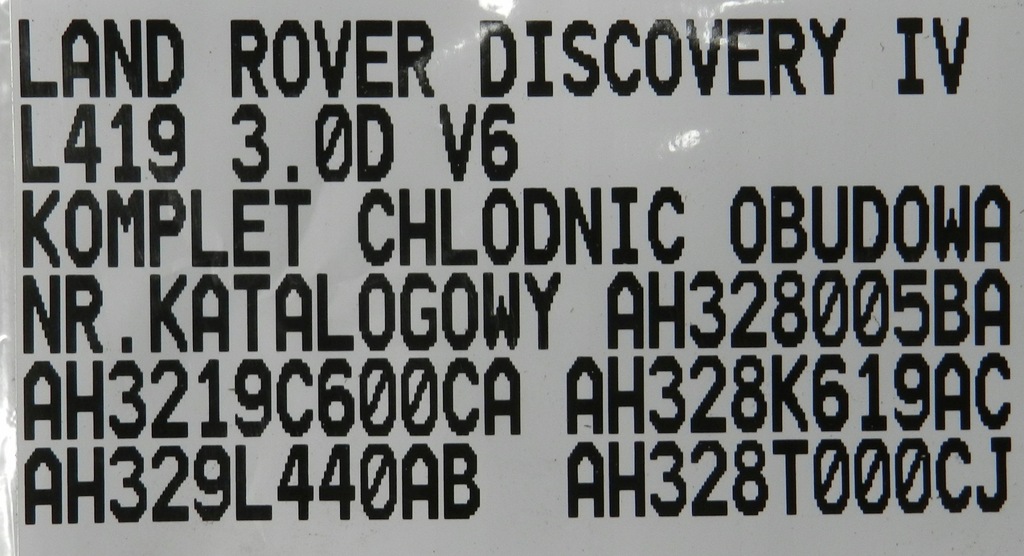 LAND ROVER DISCOVERY IV
L419 3.0D V6
KOMPLET CHLODNIC OBUDOWA
NR.KATALOGOWY AH328005BA
AH3219C600CA AH328K619AC
AH329L440AB AH328T000CJ